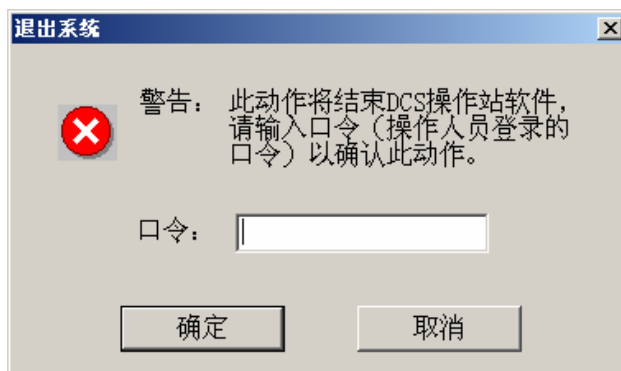 退出系统
警告： 此动作将结束DCS操作站软件，
请输入口令（操作人员登录的
口令）以确认此动作。
口令：
确定 取消